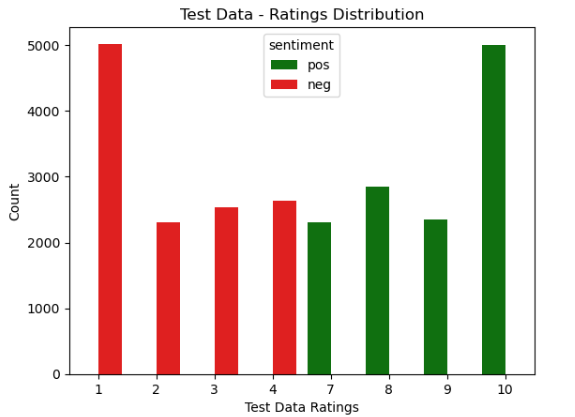 Test Data - Ratings Distribution
sentiment
pos
neg
5000
4000
3000
2000
1000
0
Count
1 2 3 4 7 8 9 10
Test Data Ratings